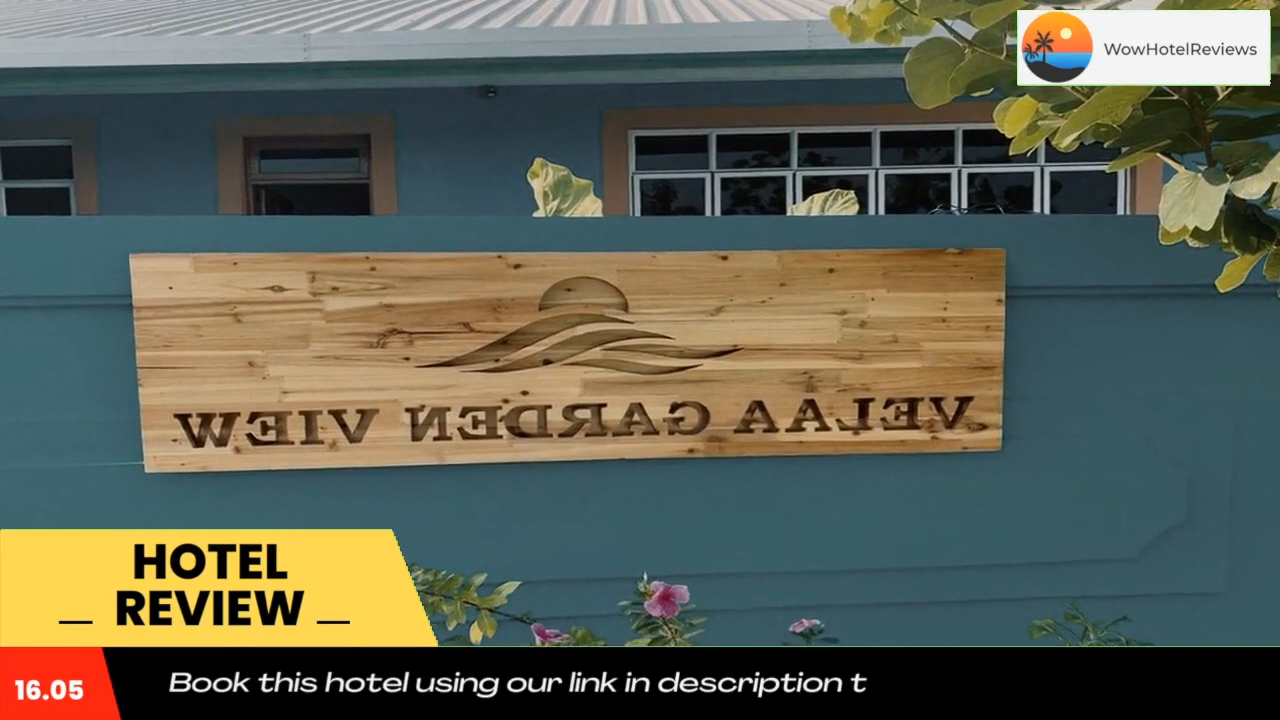 WowHotelReviews
VELAA GARDEN VIEW
HOTEL
REVIEW
16.05
Book this hotel using our link in description t